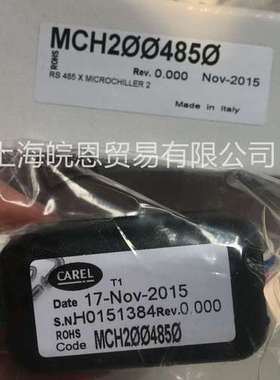 MCH2ØØ485Ø
ROHS
Rev. 0.000 Nov-2015
RS 485 X MICROCHILLER 2
Made in Italy
上海皖恩贸易有限公司
CAREL
T1
Date 17-Nov-2015
S.N H0151384 Rev. 0.000
ROHS
Code MCH2ØØ485Ø